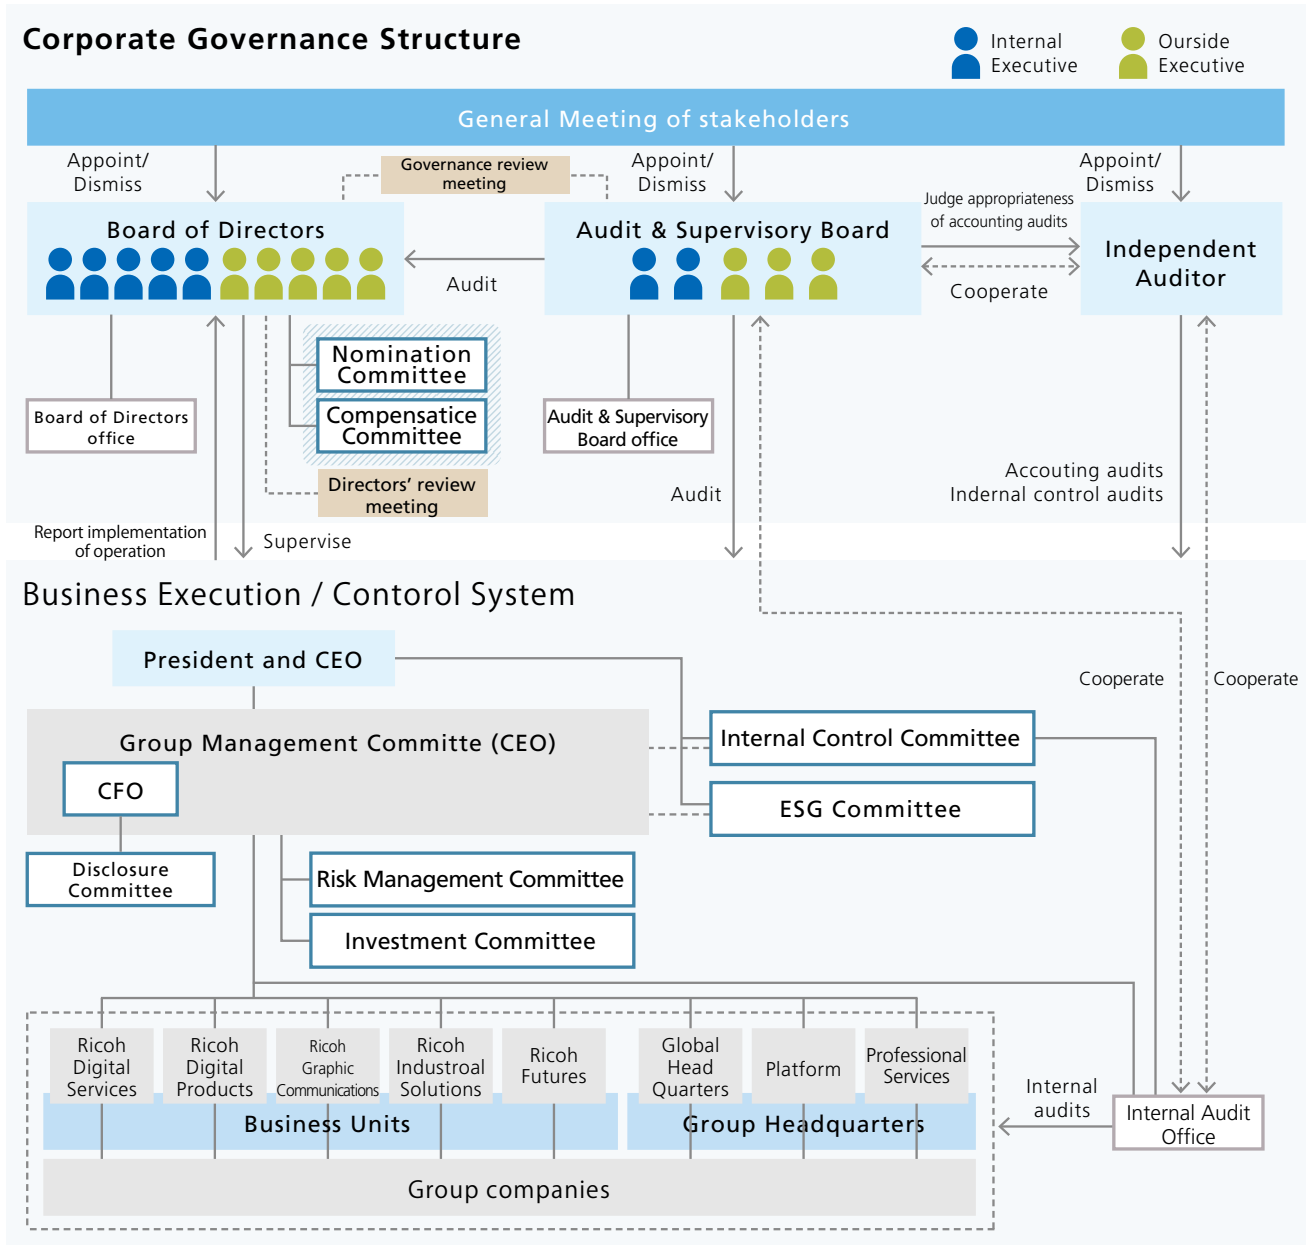 Corporate Governance Structure
Internal
Executive
Ourside
Executive
General Meeting of stakeholders
Appoint/
Dismiss
Governance review
meeting
Appoint/
Dismiss
Appoint/
Dismiss
Judge appropriateness
of accounting audits
Board of Directors
Audit & Supervisory Board
Independent
Auditor
Audit
Cooperate
Nomination
Committee
Compensatice
Committee
Board of Directors
office
Audit & Supervisory
Board office
Directors’ review
meeting
Audit
Accouting audits
Indernal control audits
Report implementation
of operation
Supervise
Business Execution / Contorol System
President and CEO
Cooperate
Cooperate
Group Management Committe (CEO)
Internal Control Committee
CFO
ESG Committee
Disclosure
Committee
Risk Management Committee
Investment Committee
Ricoh
Digital
Services
Ricoh
Digital
Products
Ricoh
Graphic
Communications
Ricoh
Industroal
Solutions
Ricoh
Futures
Global
Head
Quarters
Platform
Professional
Services
Internal
audits
Internal Audit
Office
Business Units
Group Headquarters
Group companies